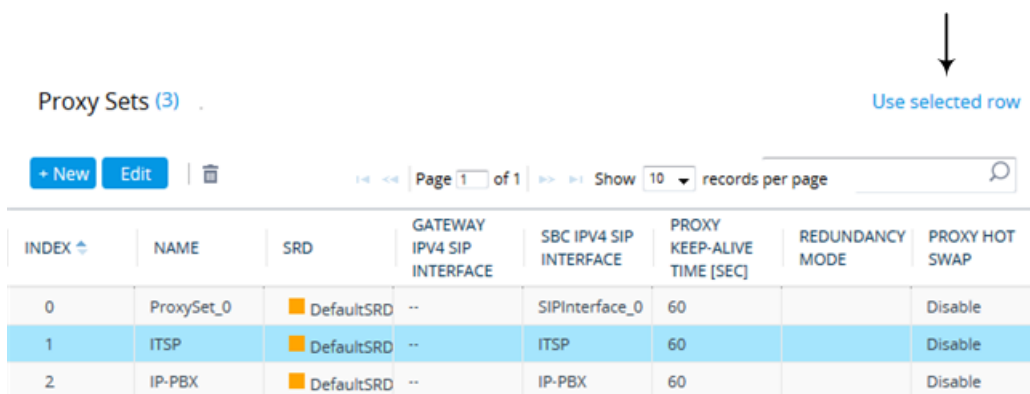 Proxy Sets (3) .
Use selected row
+ New Edit Page 1 of 1 Show 10 records per page
INDEX NAME SRD GATEWAY IPV4 SIP INTERFACE SBC IPV4 SIP INTERFACE PROXY KEEP-ALIVE TIME [SEC] REDUNDANCY MODE PROXY HOT SWAP
0 ProxySet_0 DefaultSRD -- SIPInterface_0 60 Disable
1 ITSP DefaultSRD -- ITSP 60 Disable
2 IP-PBX DefaultSRD -- IP-PBX 60 Disable